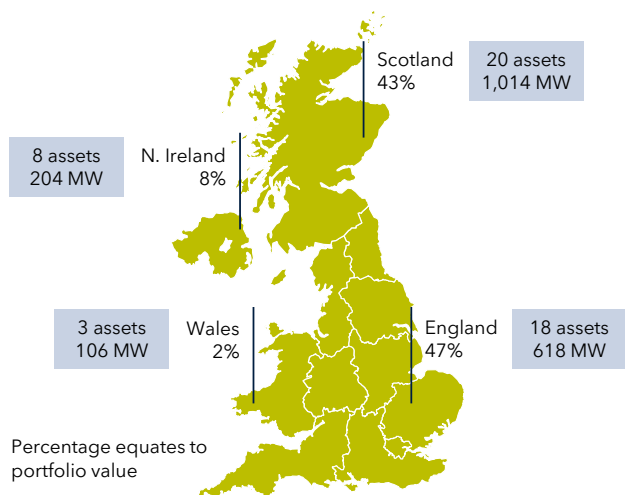 Scotland
43%
20 assets
1,014 MW
8 assets
204 MW
N. Ireland
8%
3 assets
106 MW
Wales
2%
England
47%
18 assets
618 MW
Percentage equates to
portfolio value